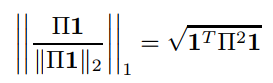 || Π1 / ‖Π1‖₂ ||₁ = √(1ᵀΠ²1)